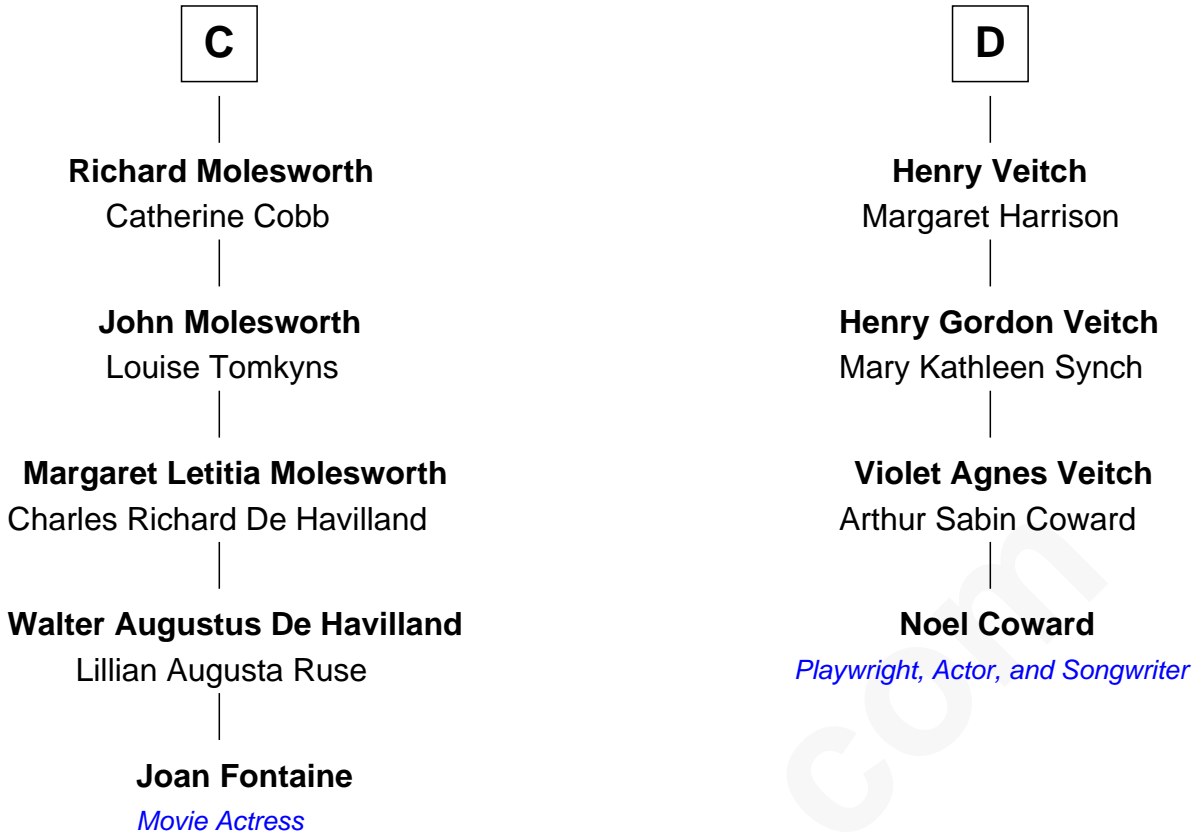 C
Richard Molesworth
Catherine Cobb
John Molesworth
Louise Tomkyns
Margaret Letitia Molesworth
Charles Richard De Havilland
Walter Augustus De Havilland
Lillian Augusta Ruse
Joan Fontaine
Movie Actress
D
Henry Veitch
Margaret Harrison
Henry Gordon Veitch
Mary Kathleen Synch
Violet Agnes Veitch
Arthur Sabin Coward
Noel Coward
Playwright, Actor, and Songwriter
com